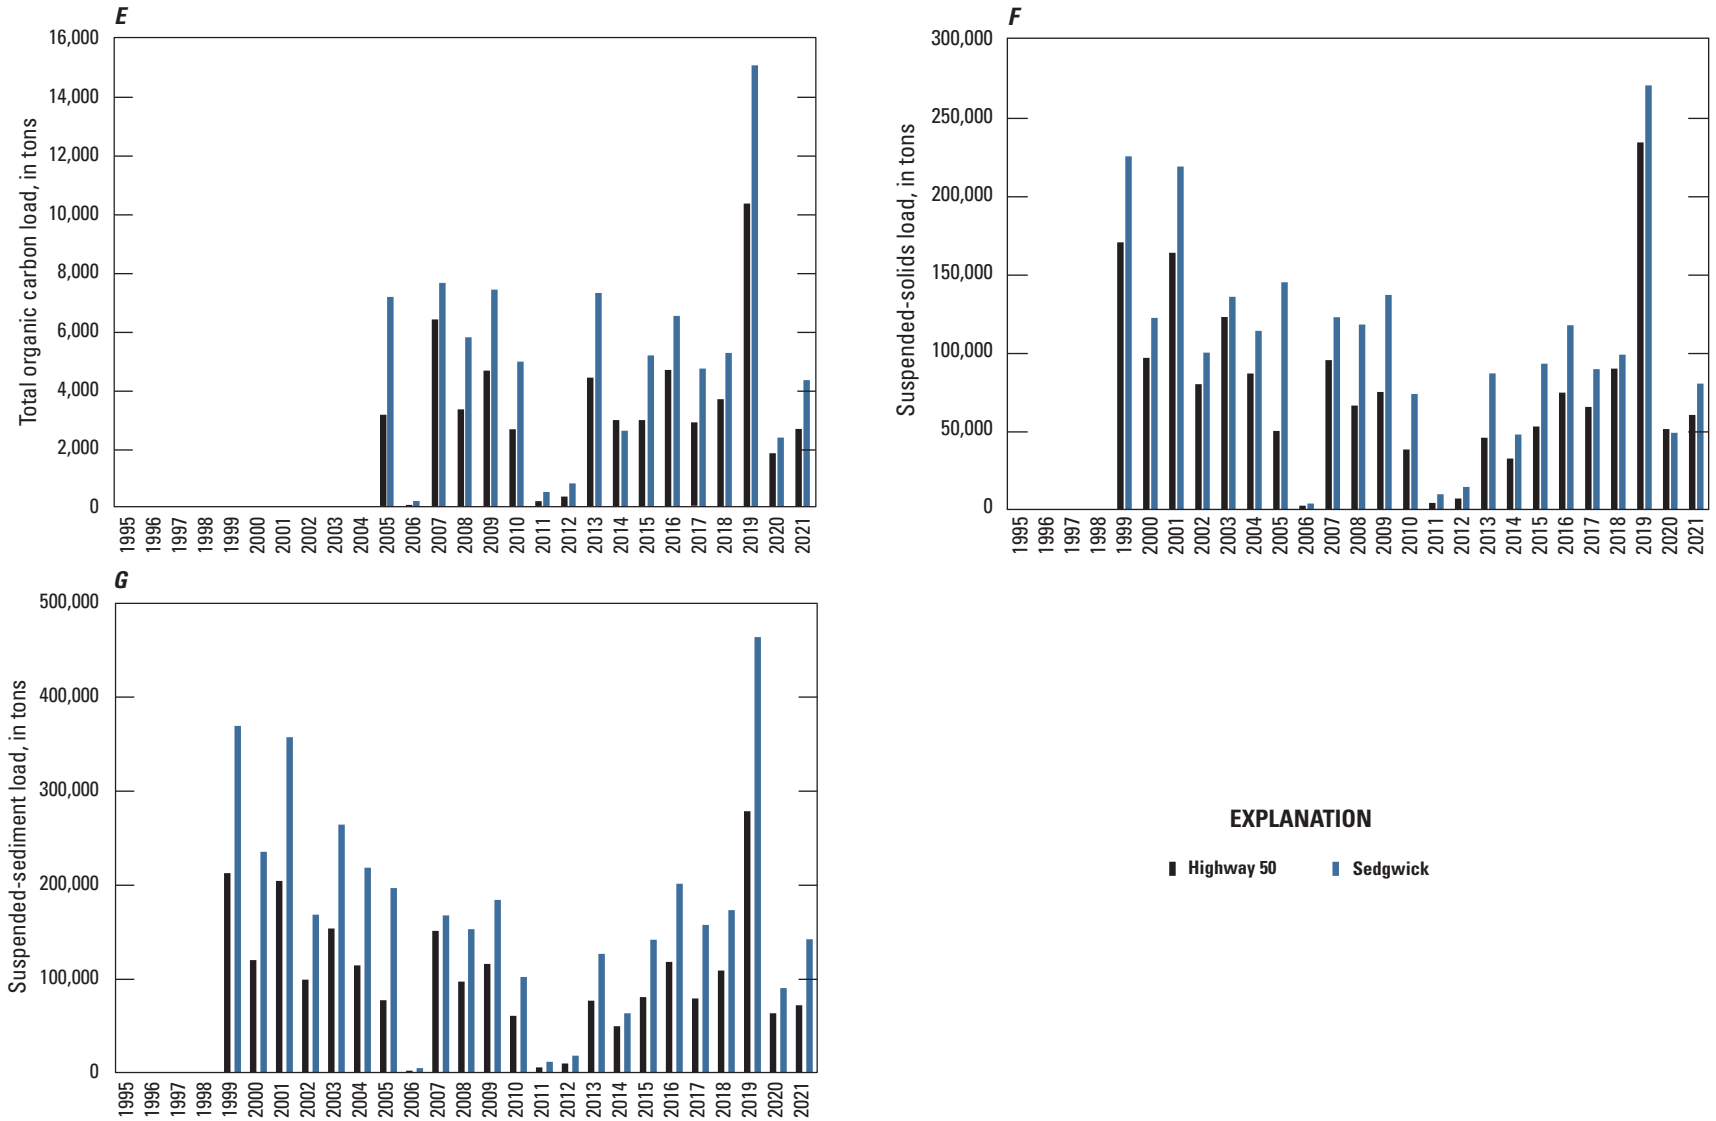 E
16,000
14,000
12,000
10,000
8,000
6,000
4,000
2,000
0
Total organic carbon load, in tons
1995 1996 1997 1998 1999 2000 2001 2002 2003 2004 2005 2006 2007 2008 2009 2010 2011 2012 2013 2014 2015 2016 2017 2018 2019 2020 2021
F
300,000
250,000
200,000
150,000
100,000
50,000
0
Suspended-solids load, in tons
1995 1996 1997 1998 1999 2000 2001 2002 2003 2004 2005 2006 2007 2008 2009 2010 2011 2012 2013 2014 2015 2016 2017 2018 2019 2020 2021
G
500,000
400,000
300,000
200,000
100,000
0
Suspended-sediment load, in tons
1995 1996 1997 1998 1999 2000 2001 2002 2003 2004 2005 2006 2007 2008 2009 2010 2011 2012 2013 2014 2015 2016 2017 2018 2019 2020 2021
EXPLANATION
Highway 50 Sedgwick